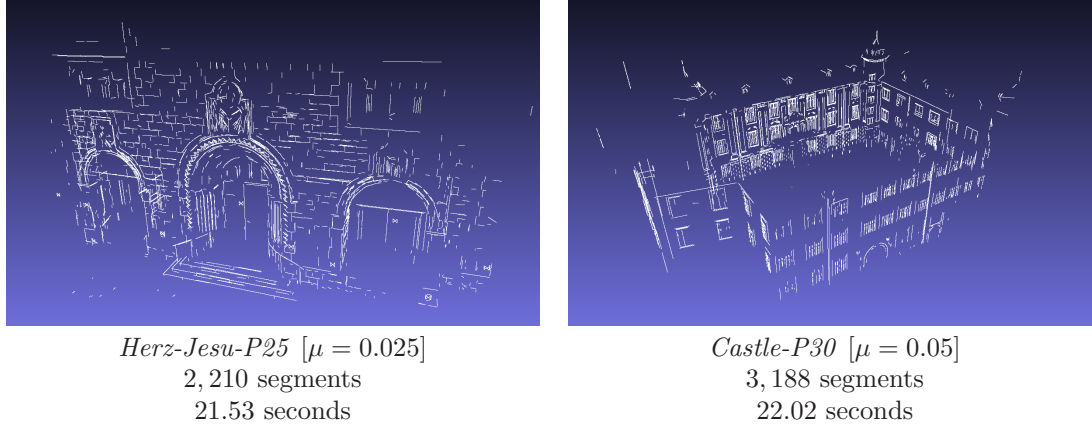 Herz-Jesu-P25 [μ = 0.025]
2, 210 segments
21.53 seconds
Castle-P30 [μ = 0.05]
3, 188 segments
22.02 seconds